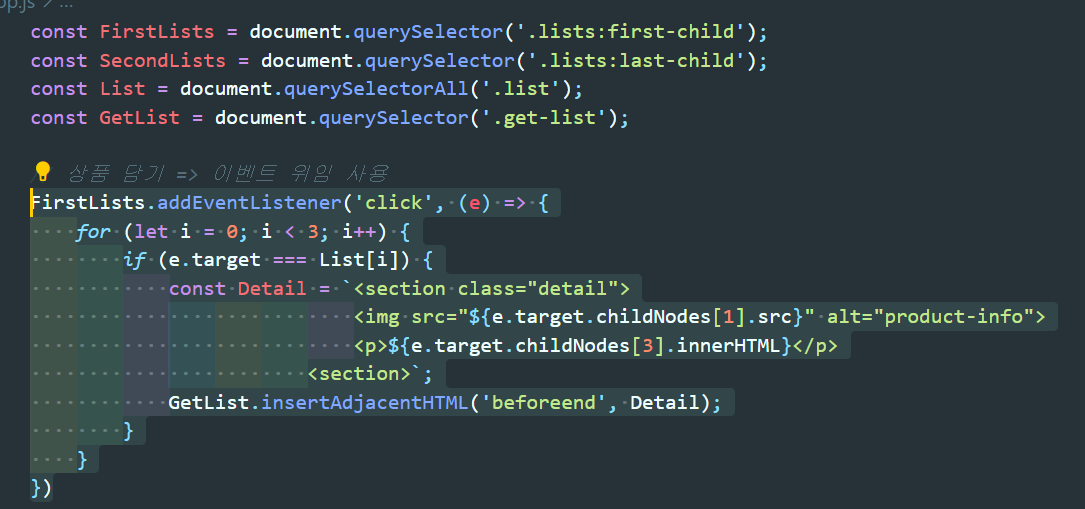 pp.js > ...
const FirstLists = document.querySelector('.lists:first-child');
const SecondLists = document.querySelector('.lists:last-child');
const List = document.querySelectorAll('.list');
const GetList = document.querySelector('.get-list');
상품 담기 => 이벤트 위임 사용
FirstLists.addEventListener('click', (e) => {
for (let i = 0; i < 3; i++) {
if (e.target === List[i]) {
const Detail = `<section class="detail">
<img src="${e.target.childNodes[1].src}" alt="product-info">
<p>${e.target.childNodes[3].innerHTML}</p>
<section>`;
GetList.insertAdjacentHTML('beforeend', Detail);
}
}
})